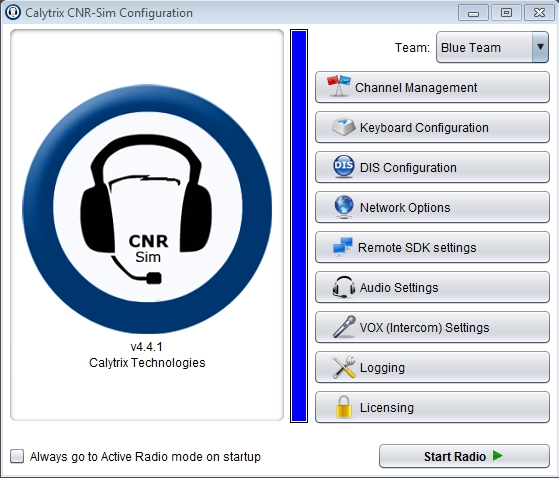 Calytrix CNR-Sim Configuration
Team: Blue Team
Channel Management
Keyboard Configuration
DIS DIS Configuration
Network Options
Remote SDK settings
Audio Settings
VOX (Intercom) Settings
Logging
Licensing
CNR
Sim
v4.4.1
Calytrix Technologies
Always go to Active Radio mode on startup
Start Radio